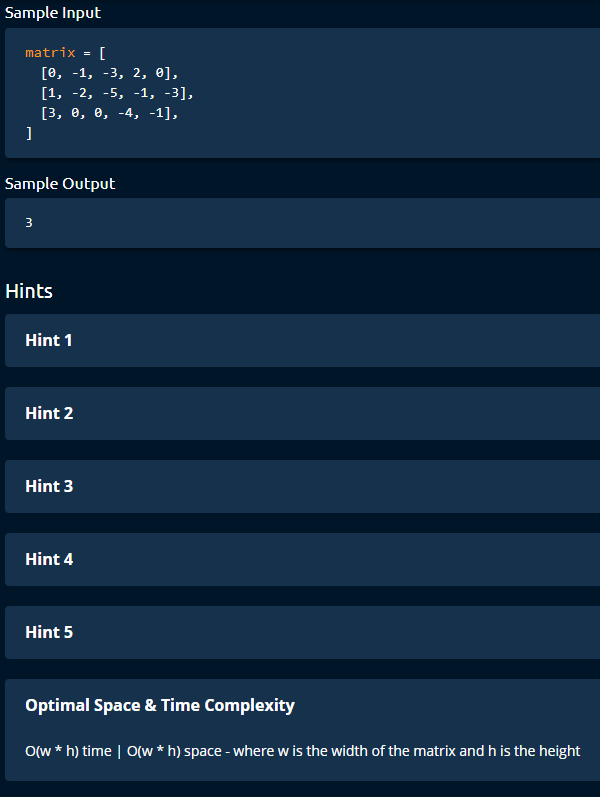 Sample Input
matrix = [
  [0, -1, -3, 2, 0],
  [1, -2, -5, -1, -3],
  [3, 0, 0, -4, -1],
]
Sample Output
3
Hints
Hint 1
Hint 2
Hint 3
Hint 4
Hint 5
Optimal Space & Time Complexity
O(w * h) time | O(w * h) space - where w is the width of the matrix and h is the height